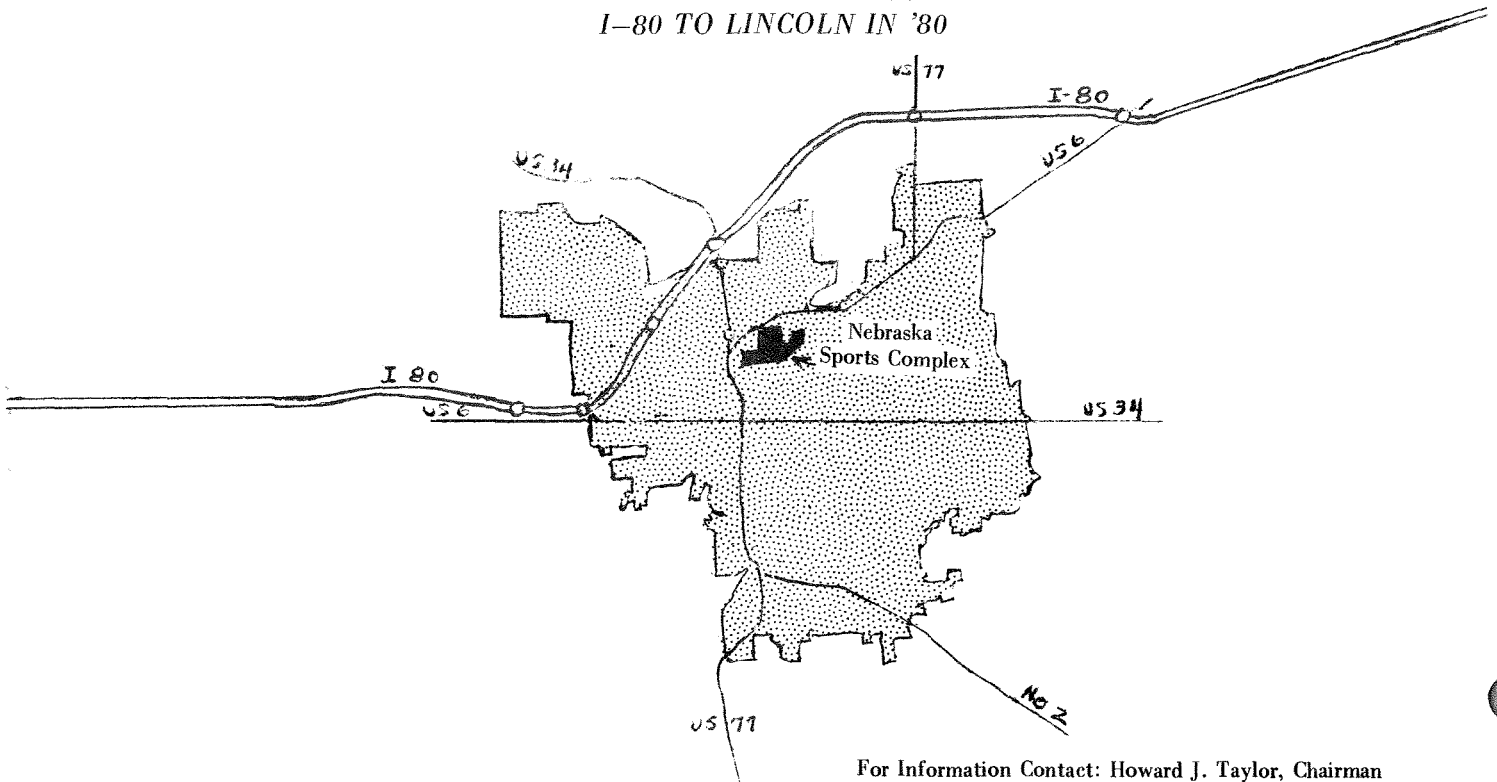 I–80 TO LINCOLN IN '80
US 77
I-80
US 34
US 6
Nebraska
Sports Complex
I 80
US 6
US 34
US 77
No 2
For Information Contact: Howard J. Taylor, Chairman